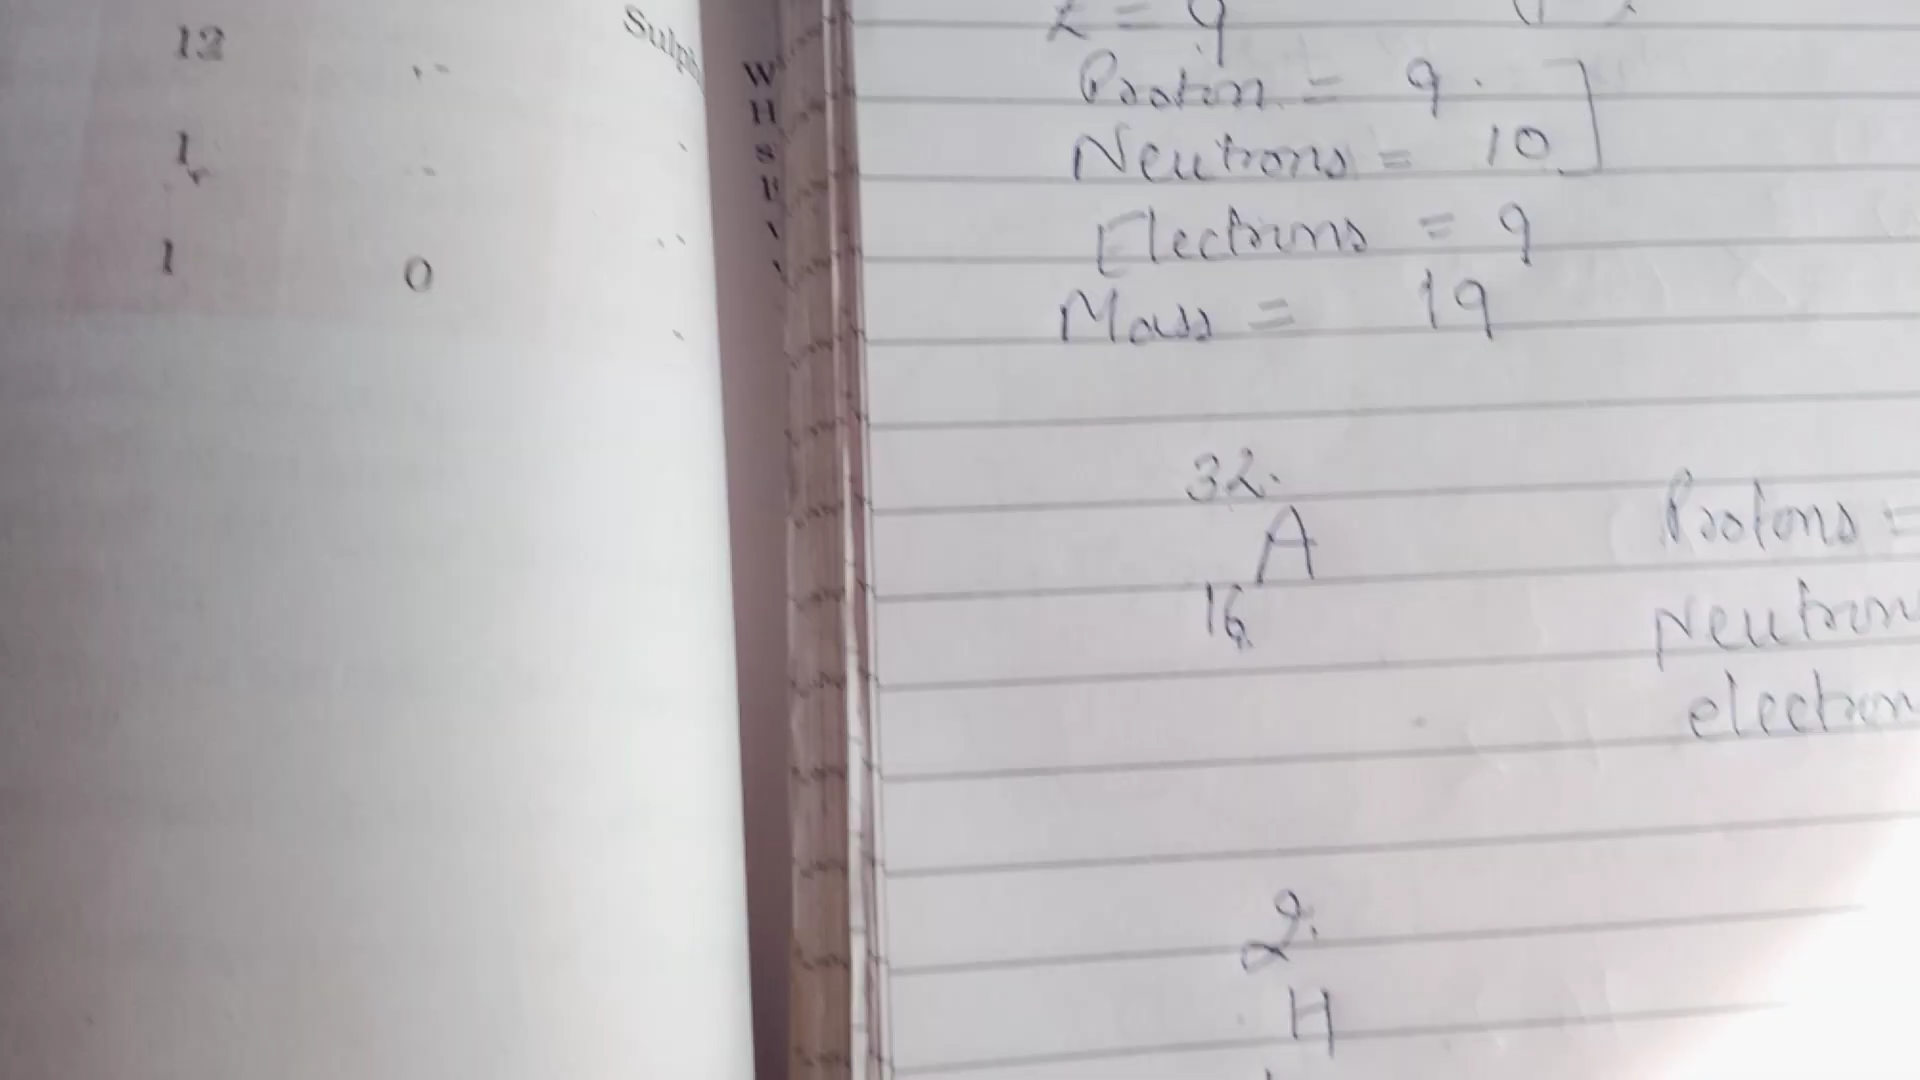 12
Sulph
1
1 0
W
H
Z = 9
Proton = 9
Neutrons = 10
Electrons = 9
Mass = 19
32
A
16
Protons =
Neutron
electron
2
H